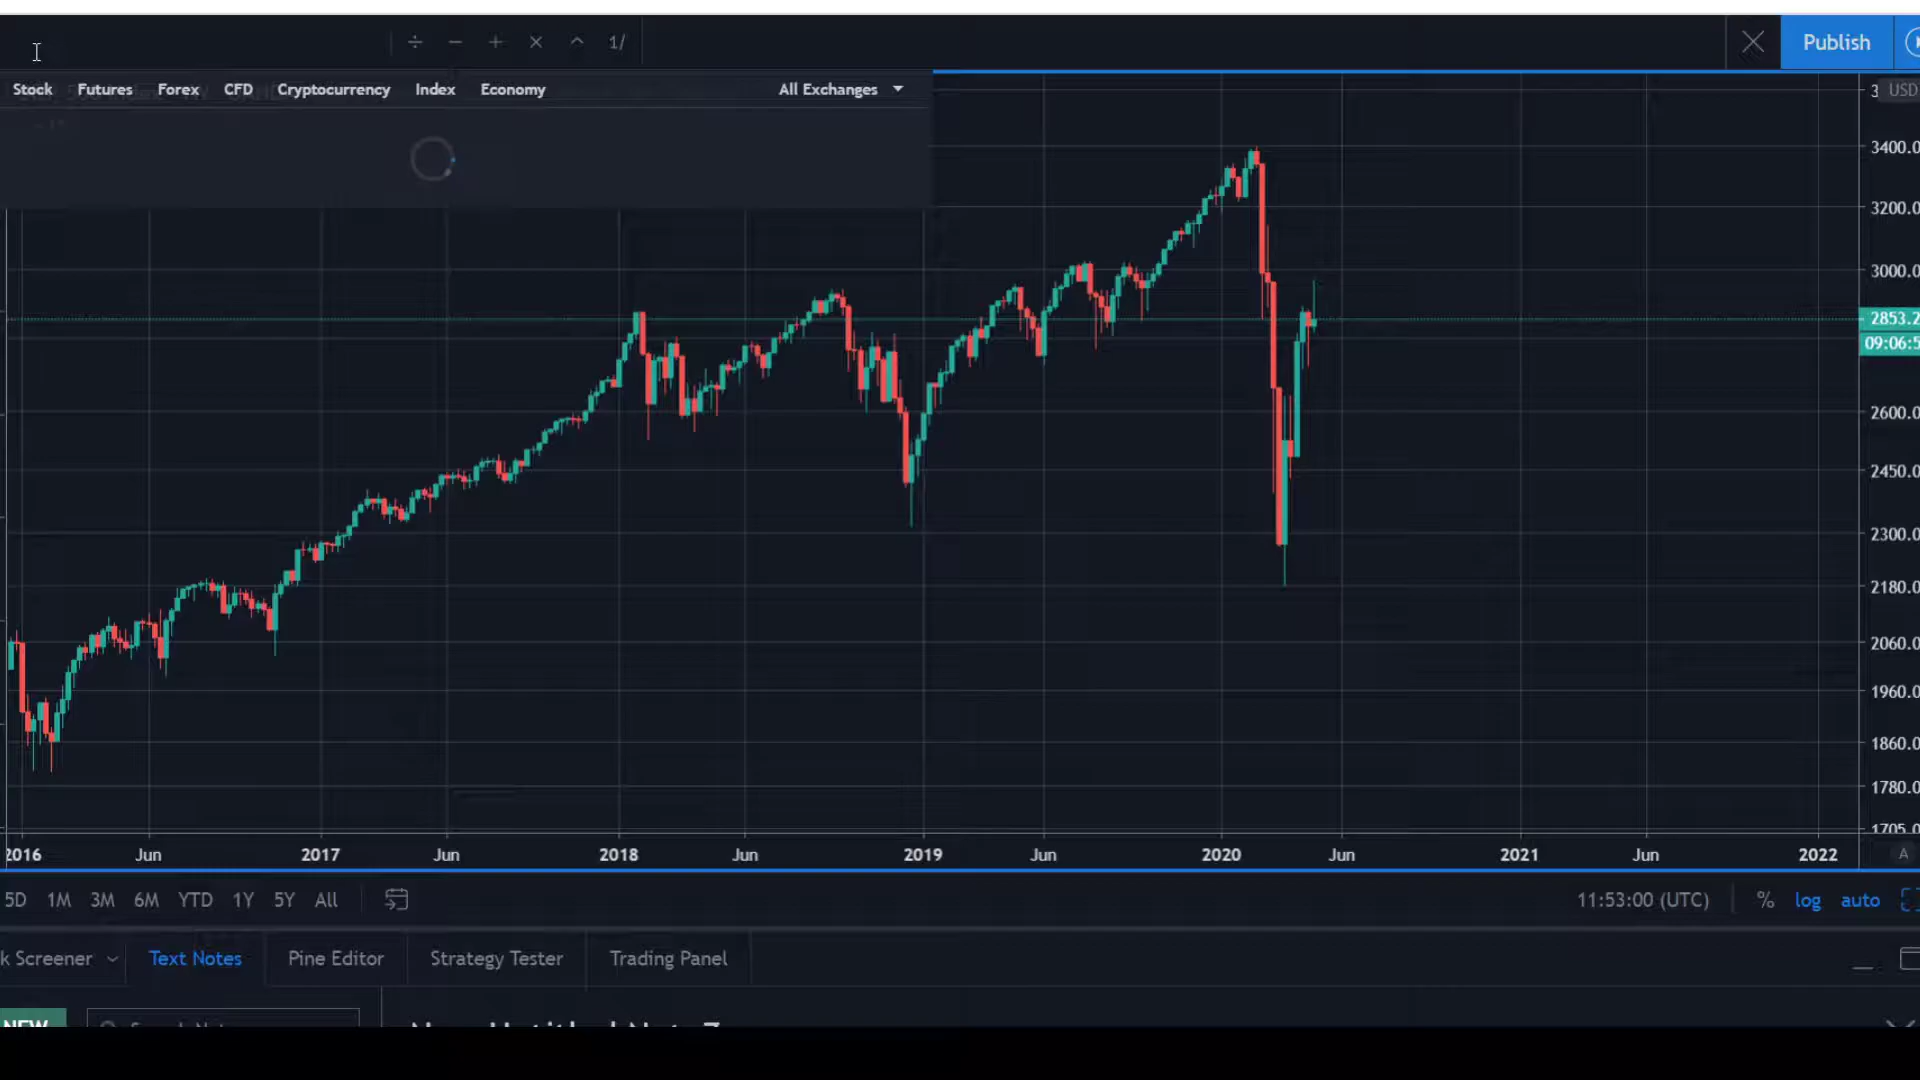 ÷ − + × ^ 1/
Publish
Stock Futures Forex CFD Cryptocurrency Index Economy All Exchanges
USD
3400.0
3200.0
3000.0
2853.2
09:06:5
2600.0
2450.0
2300.0
2180.0
2060.0
1960.0
1860.0
1780.0
1705.0
2016 Jun 2017 Jun 2018 Jun 2019 Jun 2020 Jun 2021 Jun 2022 A
5D 1M 3M 6M YTD 1Y 5Y All 11:53:00 (UTC) % log auto
k Screener Text Notes Pine Editor Strategy Tester Trading Panel
NEW